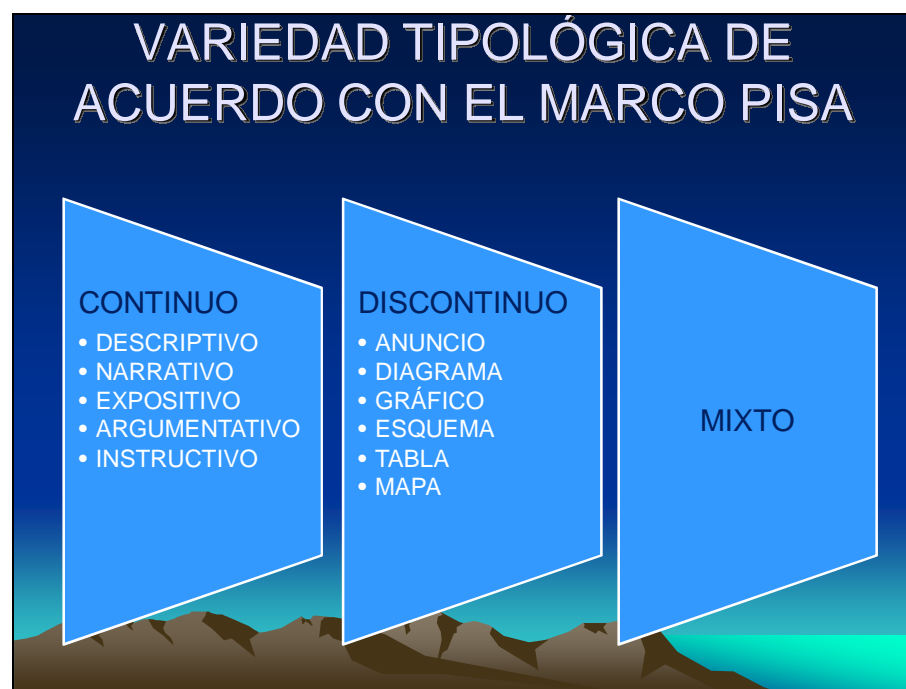 VARIEDAD TIPOLÓGICA DE
ACUERDO CON EL MARCO PISA
CONTINUO
• DESCRIPTIVO
• NARRATIVO
• EXPOSITIVO
• ARGUMENTATIVO
• INSTRUCTIVO
DISCONTINUO
• ANUNCIO
• DIAGRAMA
• GRÁFICO
• ESQUEMA
• TABLA
• MAPA
MIXTO